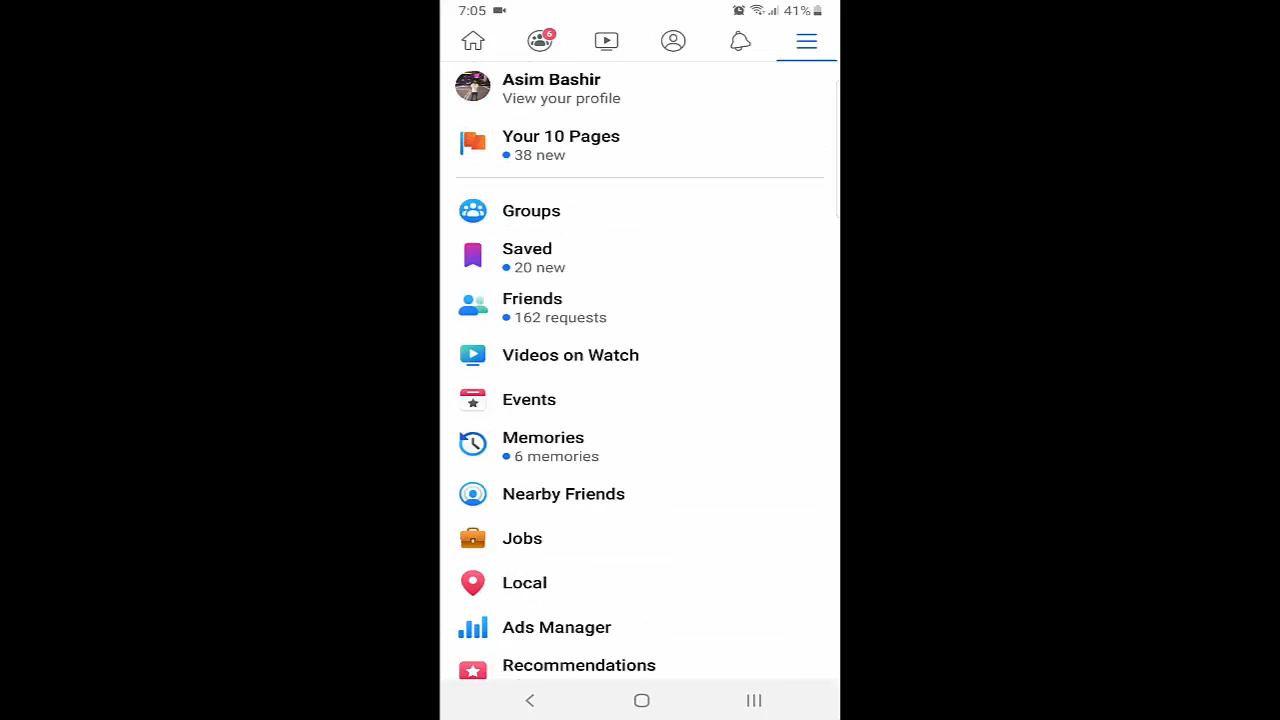 7:05 41%
6
Asim Bashir
View your profile
Your 10 Pages
38 new
Groups
Saved
20 new
Friends
162 requests
Videos on Watch
Events
Memories
6 memories
Nearby Friends
Jobs
Local
Ads Manager
Recommendations